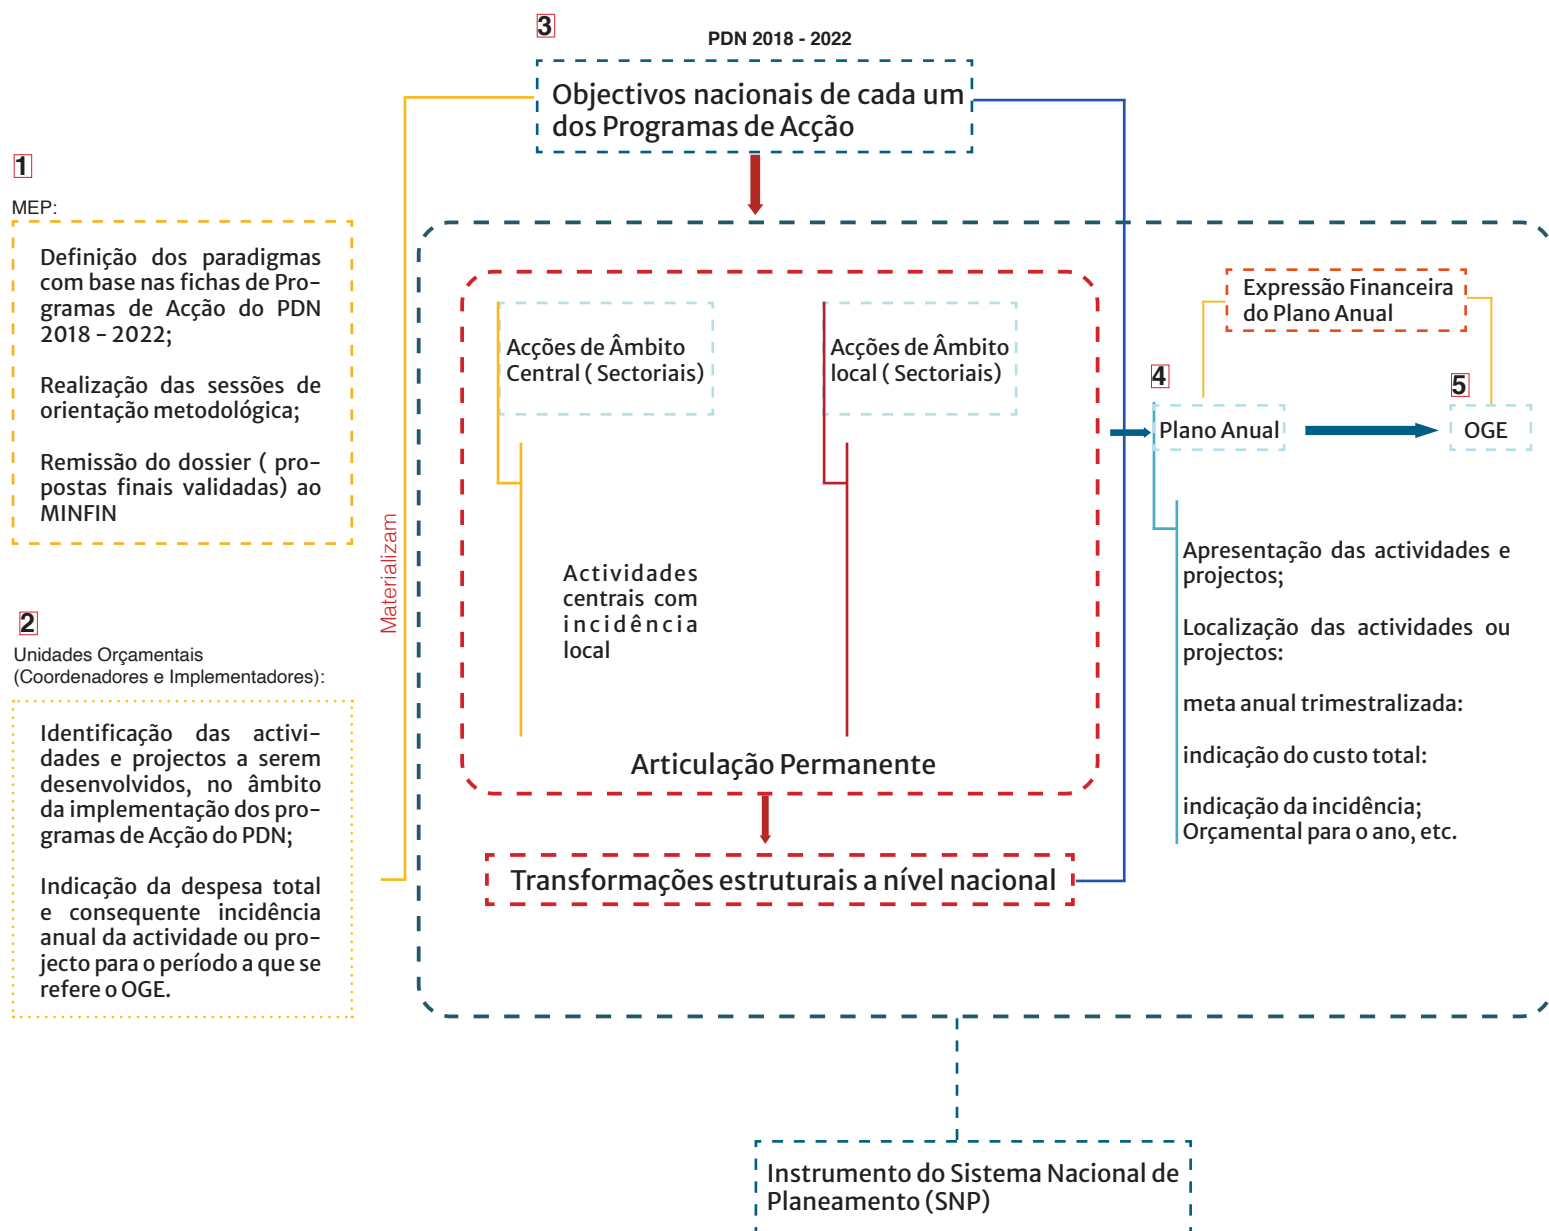 3
PDN 2018 - 2022
Objectivos nacionais de cada um
dos Programas de Acção
1
MEP:
Definição dos paradigmas
com base nas fichas de Pro-
gramas de Acção do PDN
2018 - 2022;
Realização das sessões de
orientação metodológica;
Remissão do dossier ( pro-
postas finais validadas) ao
MINFIN
2
Unidades Orçamentais
(Coordenadores e Implementadores):
Identificação das activi-
dades e projectos a serem
desenvolvidos, no âmbito
da implementação dos pro-
gramas de Acção do PDN;
Indicação da despesa total
e consequente incidência
anual da actividade ou pro-
jecto para o período a que se
refere o OGE.
Materializam
Acções de Âmbito
Central ( Sectoriais)
Acções de Âmbito
local ( Sectoriais)
Actividades
centrais com
incidência
local
Articulação Permanente
Transformações estruturais a nível nacional
Expressão Financeira
do Plano Anual
4
Plano Anual
5
OGE
Apresentação das actividades e
projectos;
Localização das actividades ou
projectos:
meta anual trimestralizada:
indicação do custo total:
indicação da incidência;
Orçamental para o ano, etc.
Instrumento do Sistema Nacional de
Planeamento (SNP)